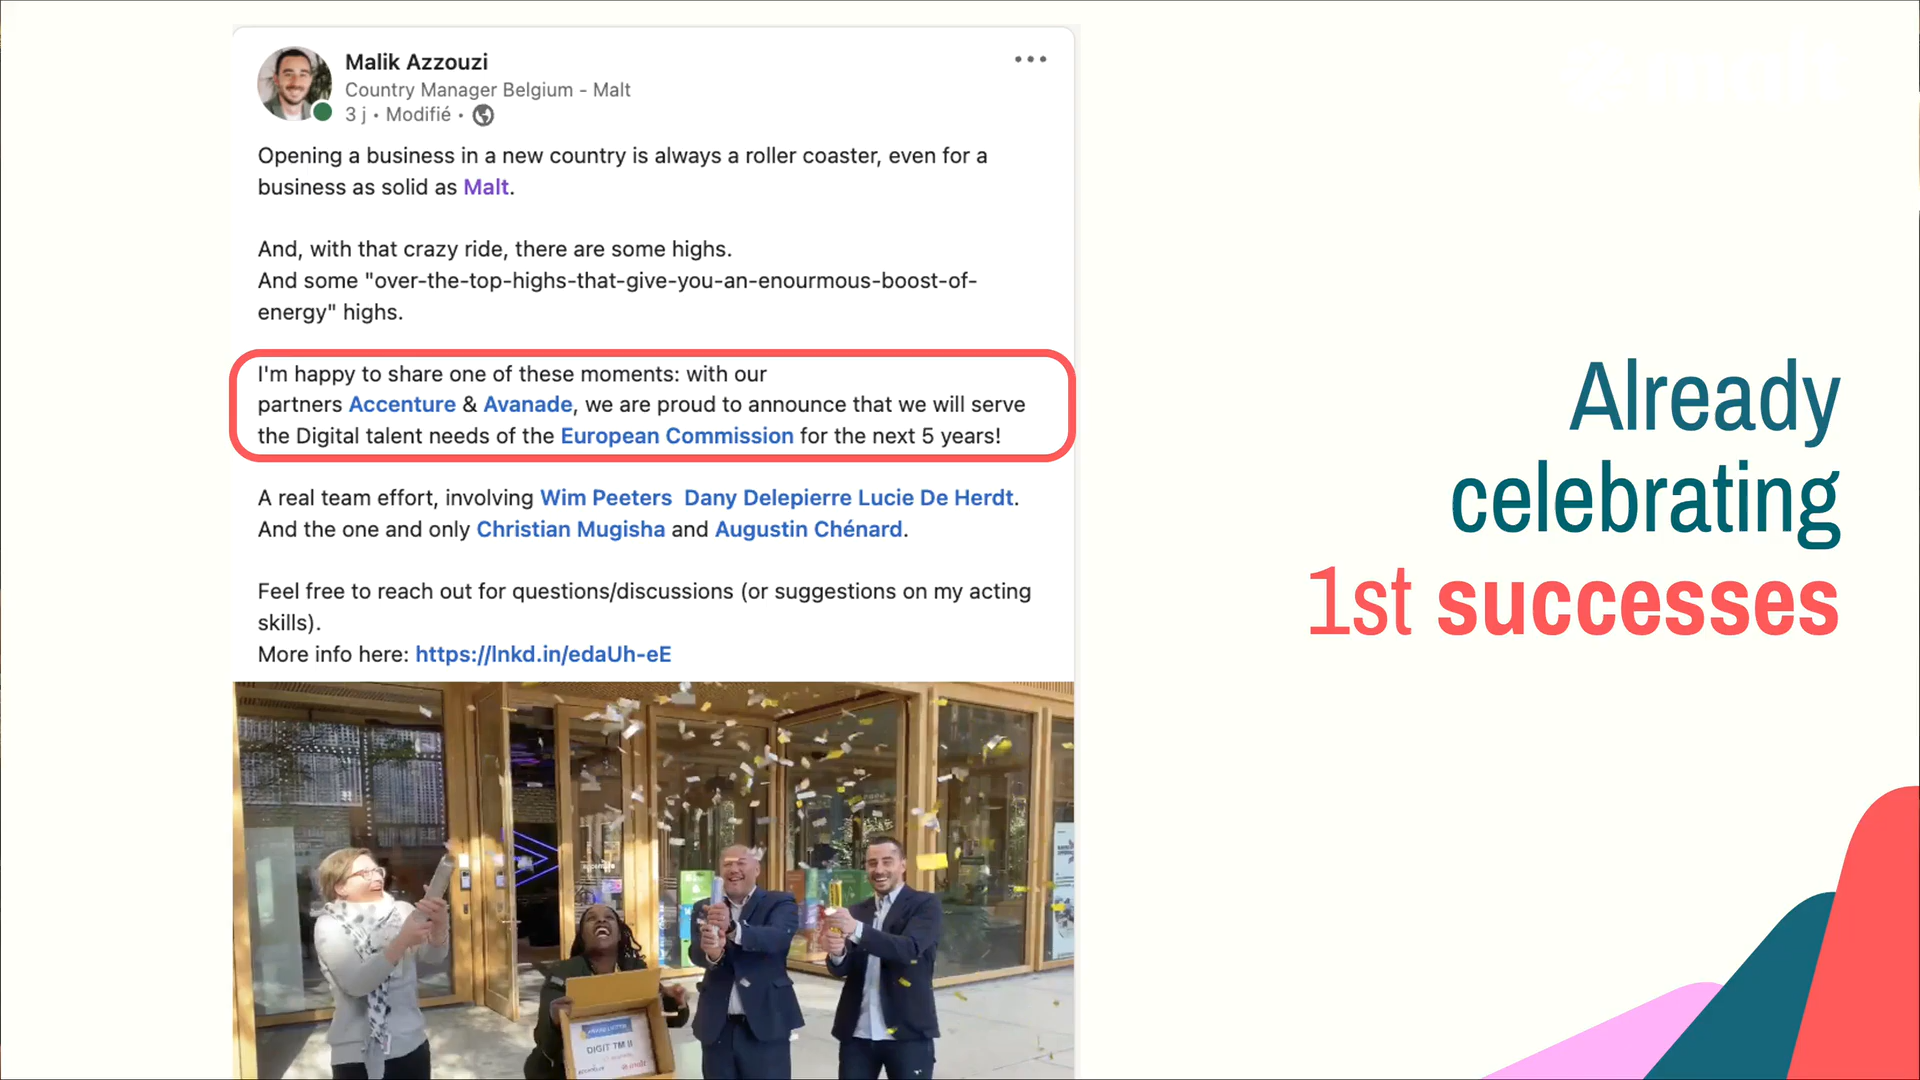 Malik Azzouzi
Country Manager Belgium - Malt
3 j • Modifié •
Opening a business in a new country is always a roller coaster, even for a
business as solid as Malt.
And, with that crazy ride, there are some highs.
And some "over-the-top-highs-that-give-you-an-enourmous-boost-of-
energy" highs.
I'm happy to share one of these moments: with our
partners Accenture & Avanade, we are proud to announce that we will serve
the Digital talent needs of the European Commission for the next 5 years!
A real team effort, involving Wim Peeters  Dany Delepierre Lucie De Herdt.
And the one and only Christian Mugisha and Augustin Chénard.
Feel free to reach out for questions/discussions (or suggestions on my acting
skills).
More info here: https://lnkd.in/edaUh-eE
DIGIT TM II
malt
Already
celebrating
1st successes